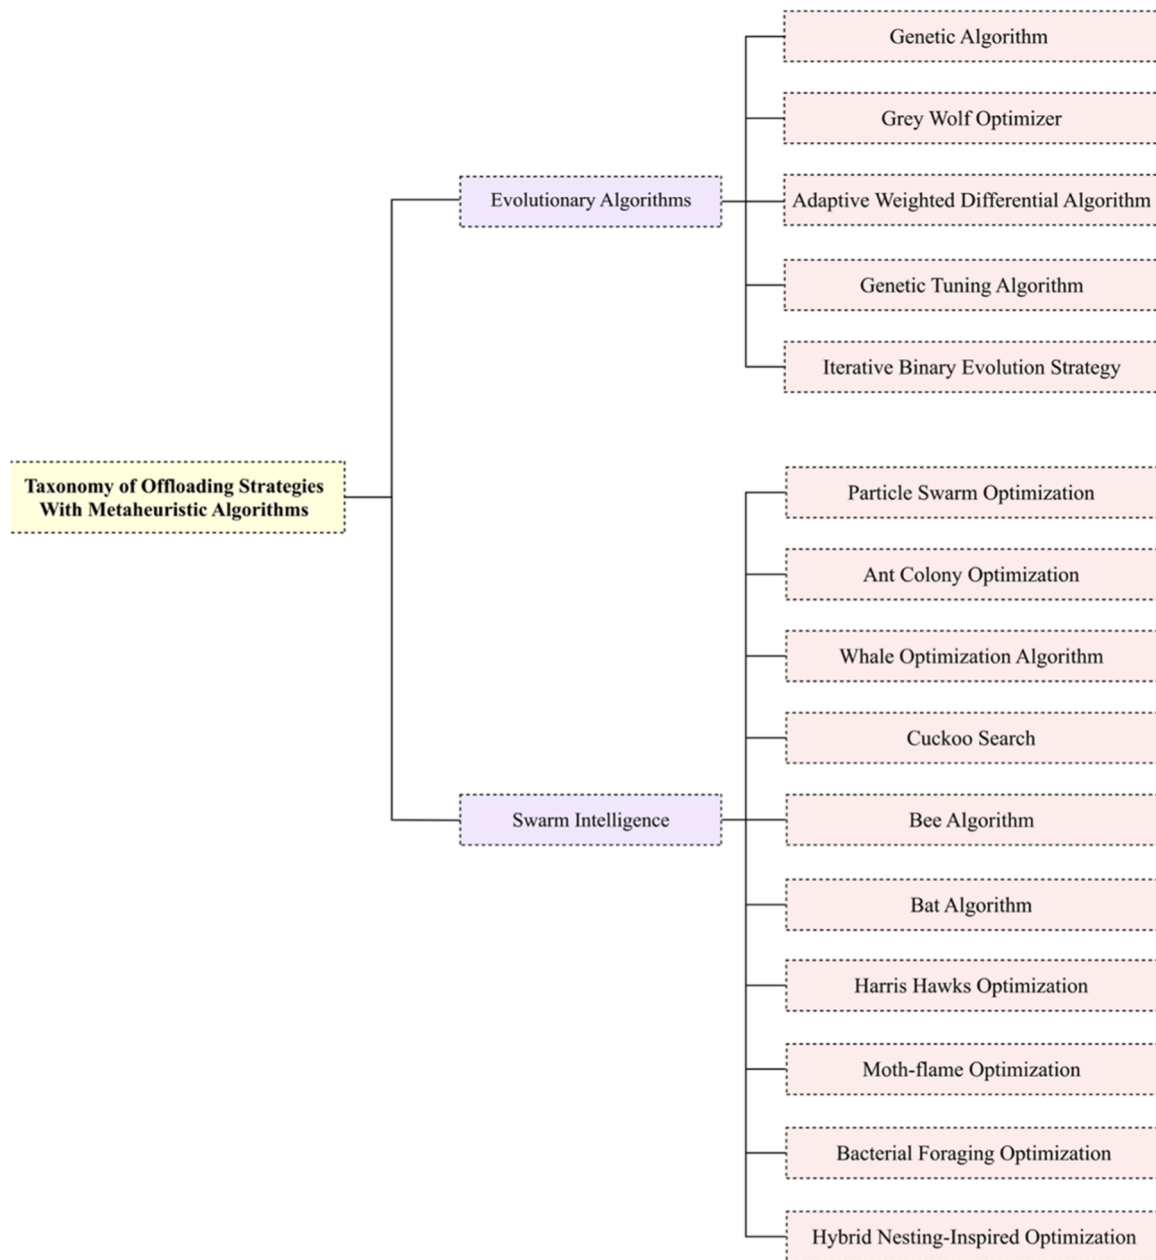 Genetic Algorithm
Grey Wolf Optimizer
Evolutionary Algorithms
Adaptive Weighted Differential Algorithm
Genetic Tuning Algorithm
Iterative Binary Evolution Strategy
Taxonomy of Offloading Strategies
With Metaheuristic Algorithms
Particle Swarm Optimization
Ant Colony Optimization
Whale Optimization Algorithm
Cuckoo Search
Swarm Intelligence
Bee Algorithm
Bat Algorithm
Harris Hawks Optimization
Moth-flame Optimization
Bacterial Foraging Optimization
Hybrid Nesting-Inspired Optimization